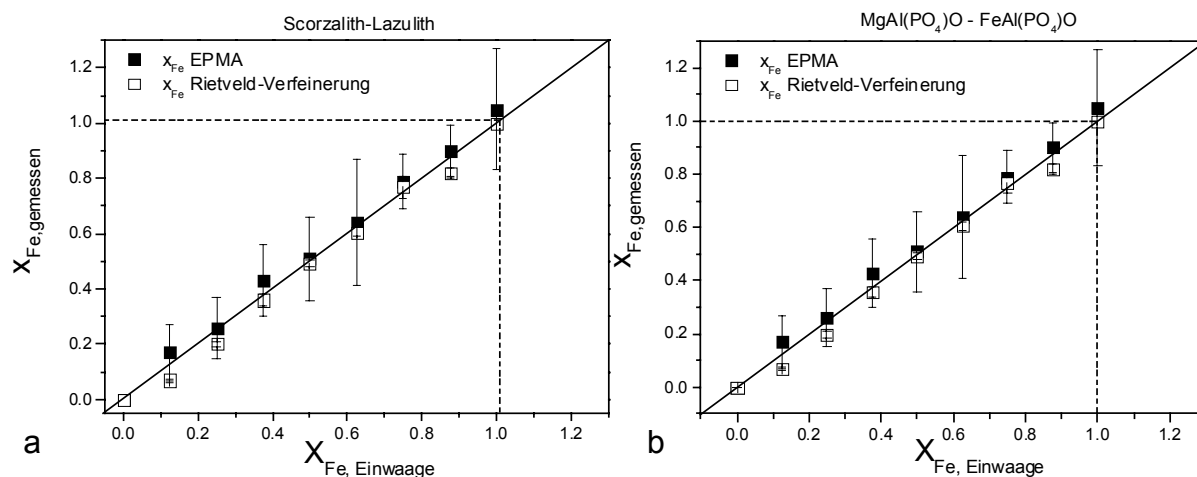 Scorzalith-Lazulith
1.2
1.0
0.8
0.6
0.4
0.2
0.0
x_Fe EPMA
x_Fe Rietveld-Verfeinerung
x_Fe,gemessen
0.0 0.2 0.4 0.6 0.8 1.0 1.2
X_Fe, Einwaage
a
MgAl(PO_4)O - FeAl(PO_4)O
1.2
1.0
0.8
0.6
0.4
0.2
0.0
x_Fe EPMA
x_Fe Rietveld-Verfeinerung
x_Fe,gemessen
0.0 0.2 0.4 0.6 0.8 1.0 1.2
X_Fe, Einwaage
b